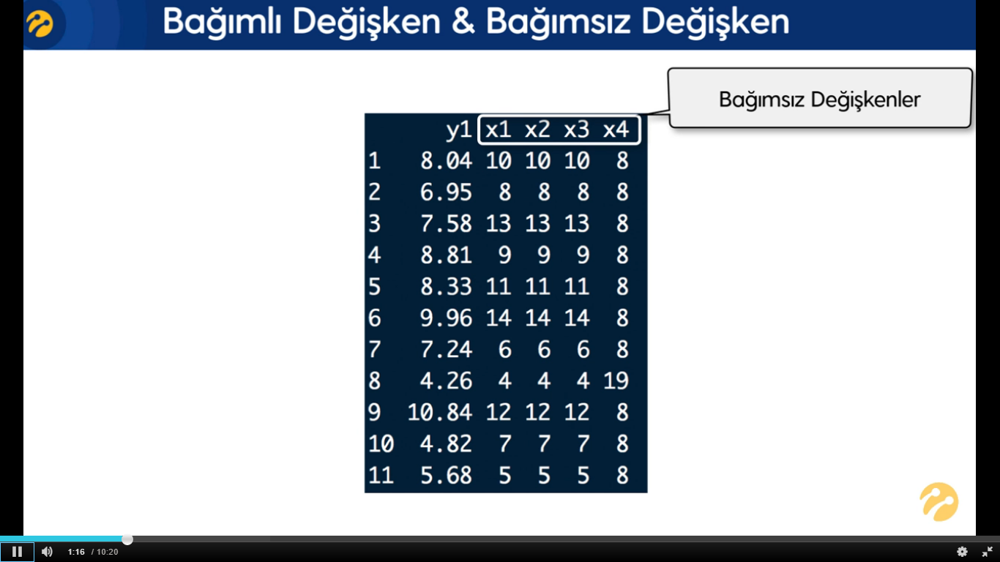 Bağımlı Değişken & Bağımsız Değişken
Bağımsız Değişkenler
y1 x1 x2 x3 x4
1 8.04 10 10 10 8
2 6.95 8 8 8 8
3 7.58 13 13 13 8
4 8.81 9 9 9 8
5 8.33 11 11 11 8
6 9.96 14 14 14 8
7 7.24 6 6 6 8
8 4.26 4 4 4 19
9 10.84 12 12 12 8
10 4.82 7 7 7 8
11 5.68 5 5 5 8
1:16 / 10:20